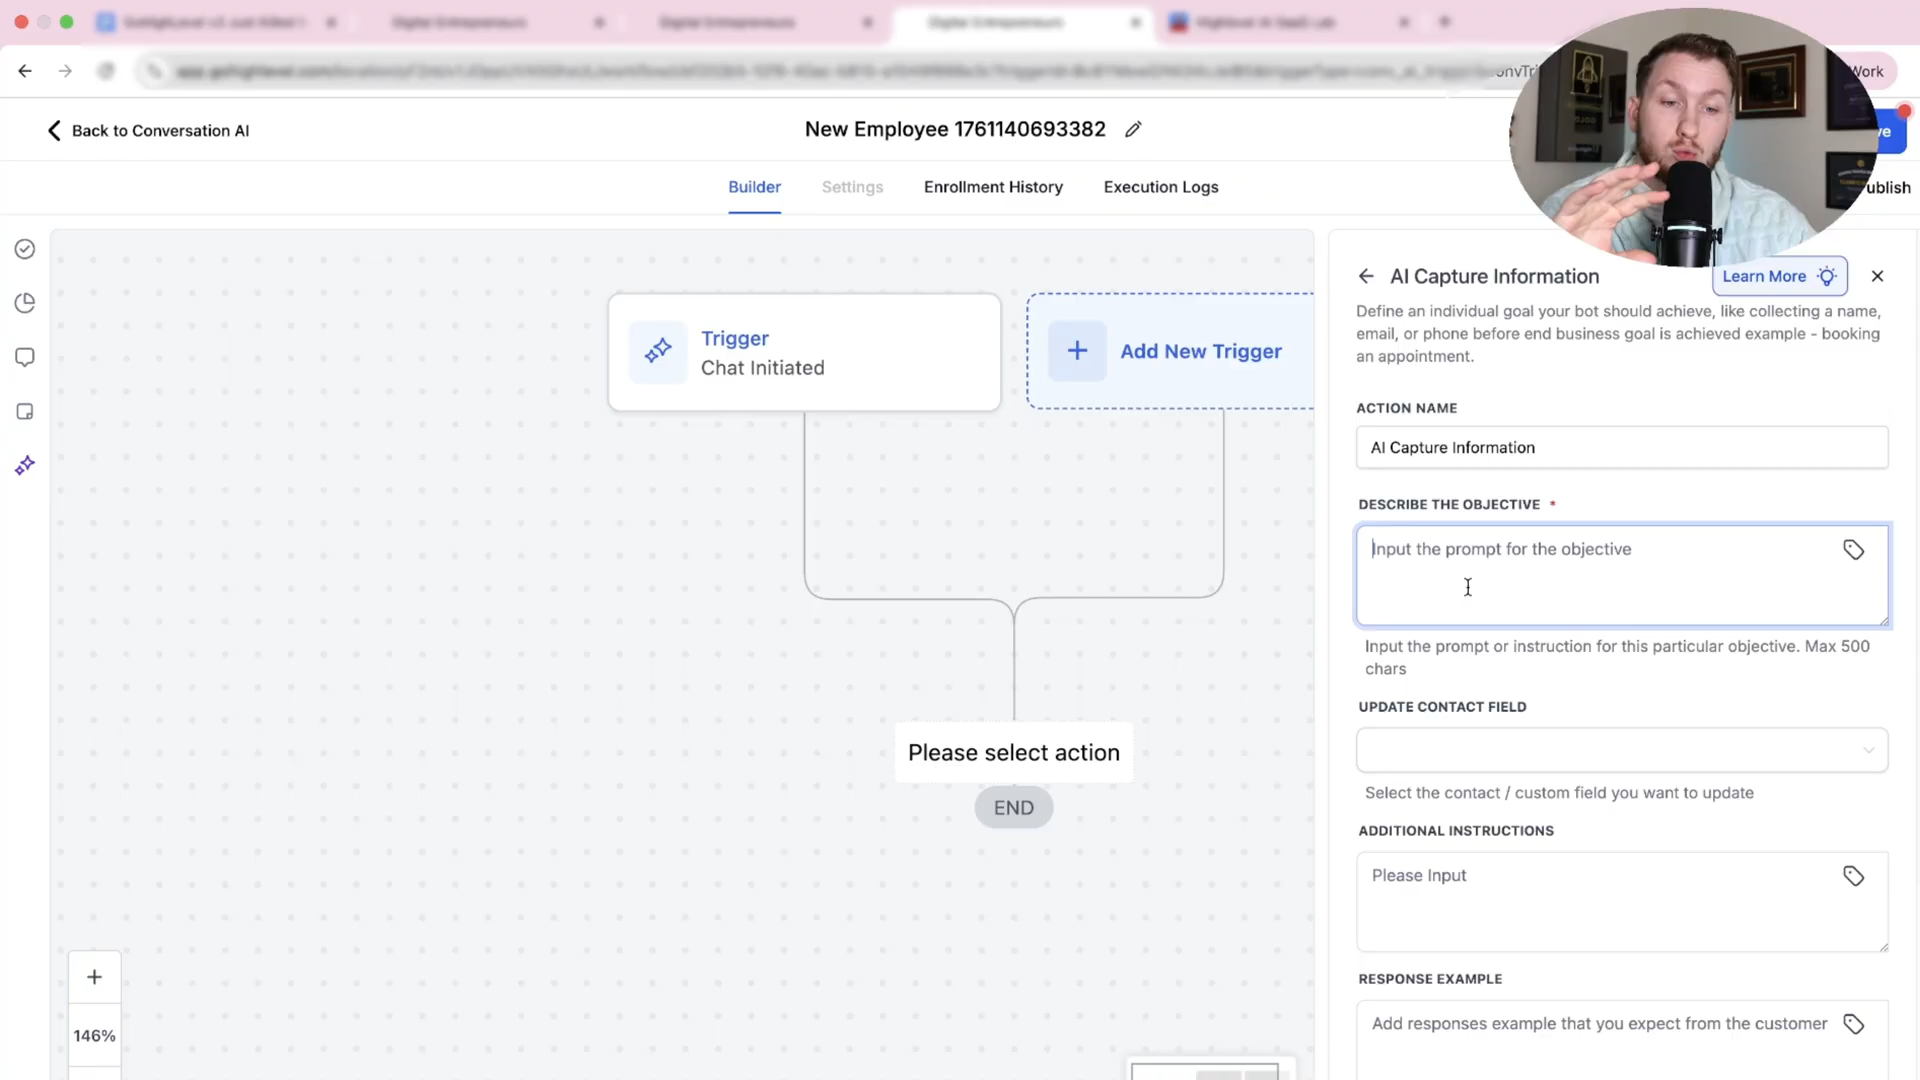 Back to Conversation AI
New Employee 1761140693382
Work
Builder
Settings
Enrollment History
Execution Logs
ublish
Trigger
Chat Initiated
Add New Trigger
Please select action
END
146%
AI Capture Information
Learn More
Define an individual goal your bot should achieve, like collecting a name,
email, or phone before end business goal is achieved example - booking
an appointment.
ACTION NAME
AI Capture Information
DESCRIBE THE OBJECTIVE *
Input the prompt for the objective
Input the prompt or instruction for this particular objective. Max 500
chars
UPDATE CONTACT FIELD
Select the contact / custom field you want to update
ADDITIONAL INSTRUCTIONS
Please Input
RESPONSE EXAMPLE
Add responses example that you expect from the customer